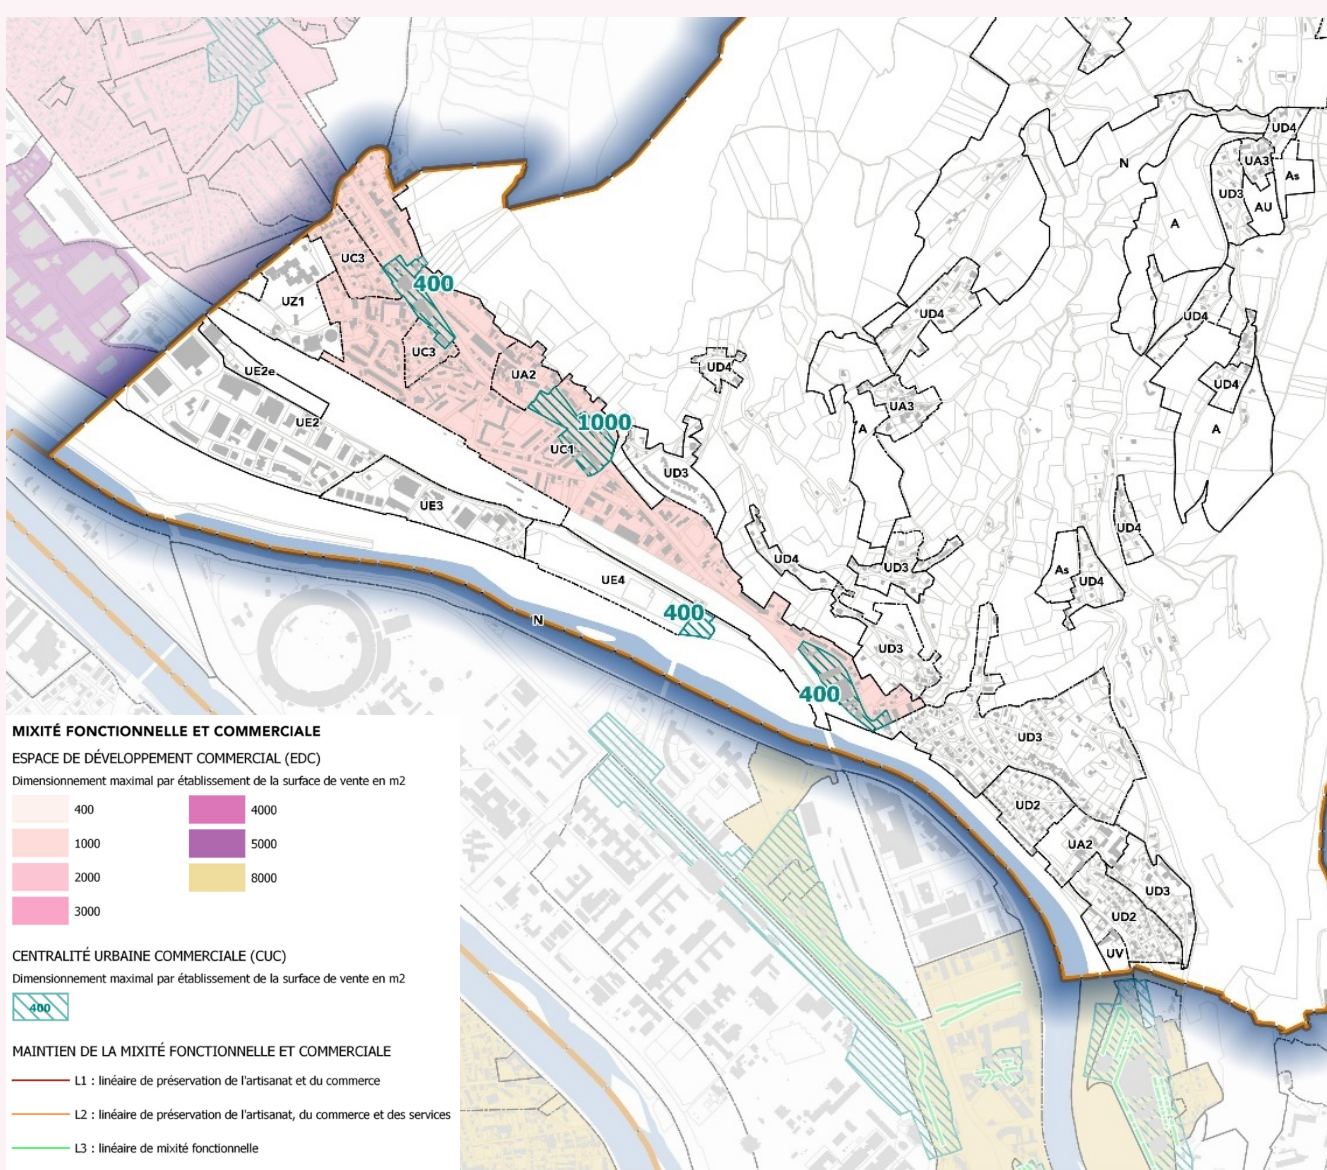 UD4
N
UA3
As
UD3
AU
A
UC3
400
UZ1
UD4
UD4
UC3
UD4
UA2
UE2e
UD4
UA3
1000
UE2
A
A
UC1
UD3
UE3
UD4
UD4
UD3
As
UD4
UE4
400
N
UD3
400
UD3
UD2
UA2
UD3
UD2
UV
MIXITÉ FONCTIONNELLE ET COMMERCIALE
ESPACE DE DÉVELOPPEMENT COMMERCIAL (EDC)
Dimensionnement maximal par établissement de la surface de vente en m2
400 4000
1000 5000
2000 8000
3000
CENTRALITÉ URBAINE COMMERCIALE (CUC)
Dimensionnement maximal par établissement de la surface de vente en m2
400
MAINTIEN DE LA MIXITÉ FONCTIONNELLE ET COMMERCIALE
L1 : linéaire de préservation de l'artisanat et du commerce
L2 : linéaire de préservation de l'artisanat, du commerce et des services
L3 : linéaire de mixité fonctionnelle